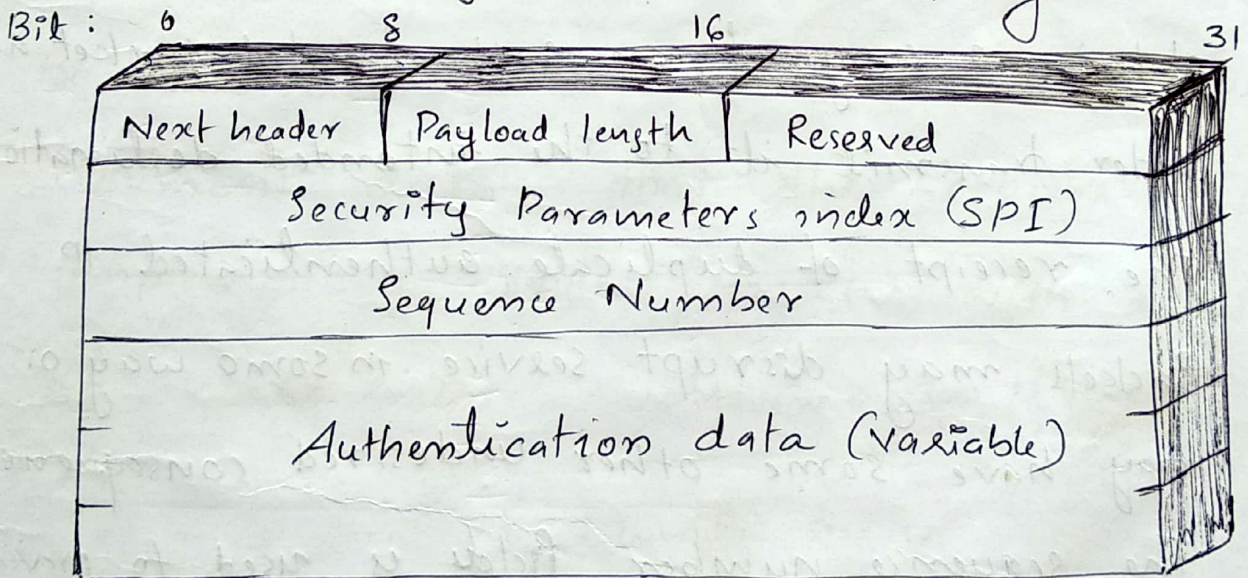 Bit : 0 8 16 31
Next header Payload length Reserved
Security Parameters index (SPI)
Sequence Number
Authentication data (variable)